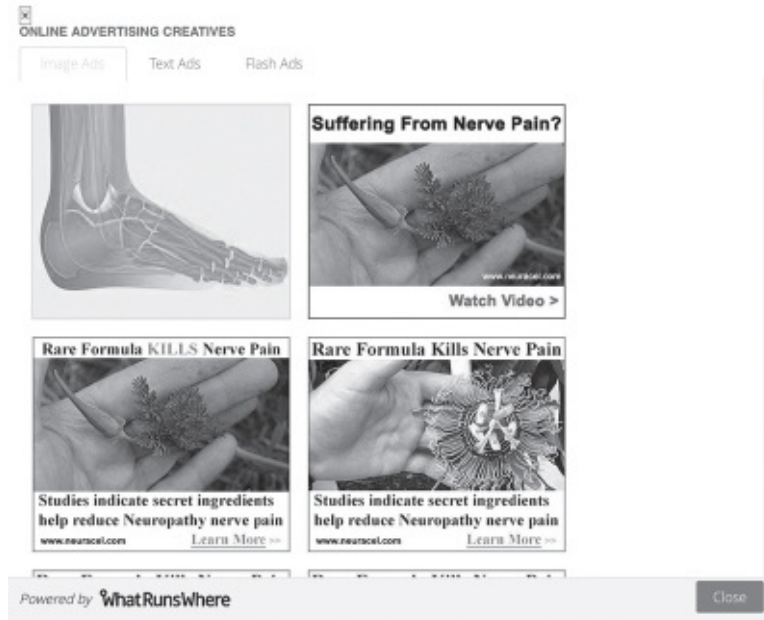 ONLINE ADVERTISING CREATIVES
Image Ads Text Ads Flash Ads
Suffering From Nerve Pain?
www.neuracel.com
Watch Video >
Rare Formula KILLS Nerve Pain
Studies indicate secret ingredients
help reduce Neuropathy nerve pain
www.neuracel.com Learn More >>
Rare Formula Kills Nerve Pain
Studies indicate secret ingredients
help reduce Neuropathy nerve pain
www.neuracel.com Learn More >>
Powered by WhatRunsWhere
Close